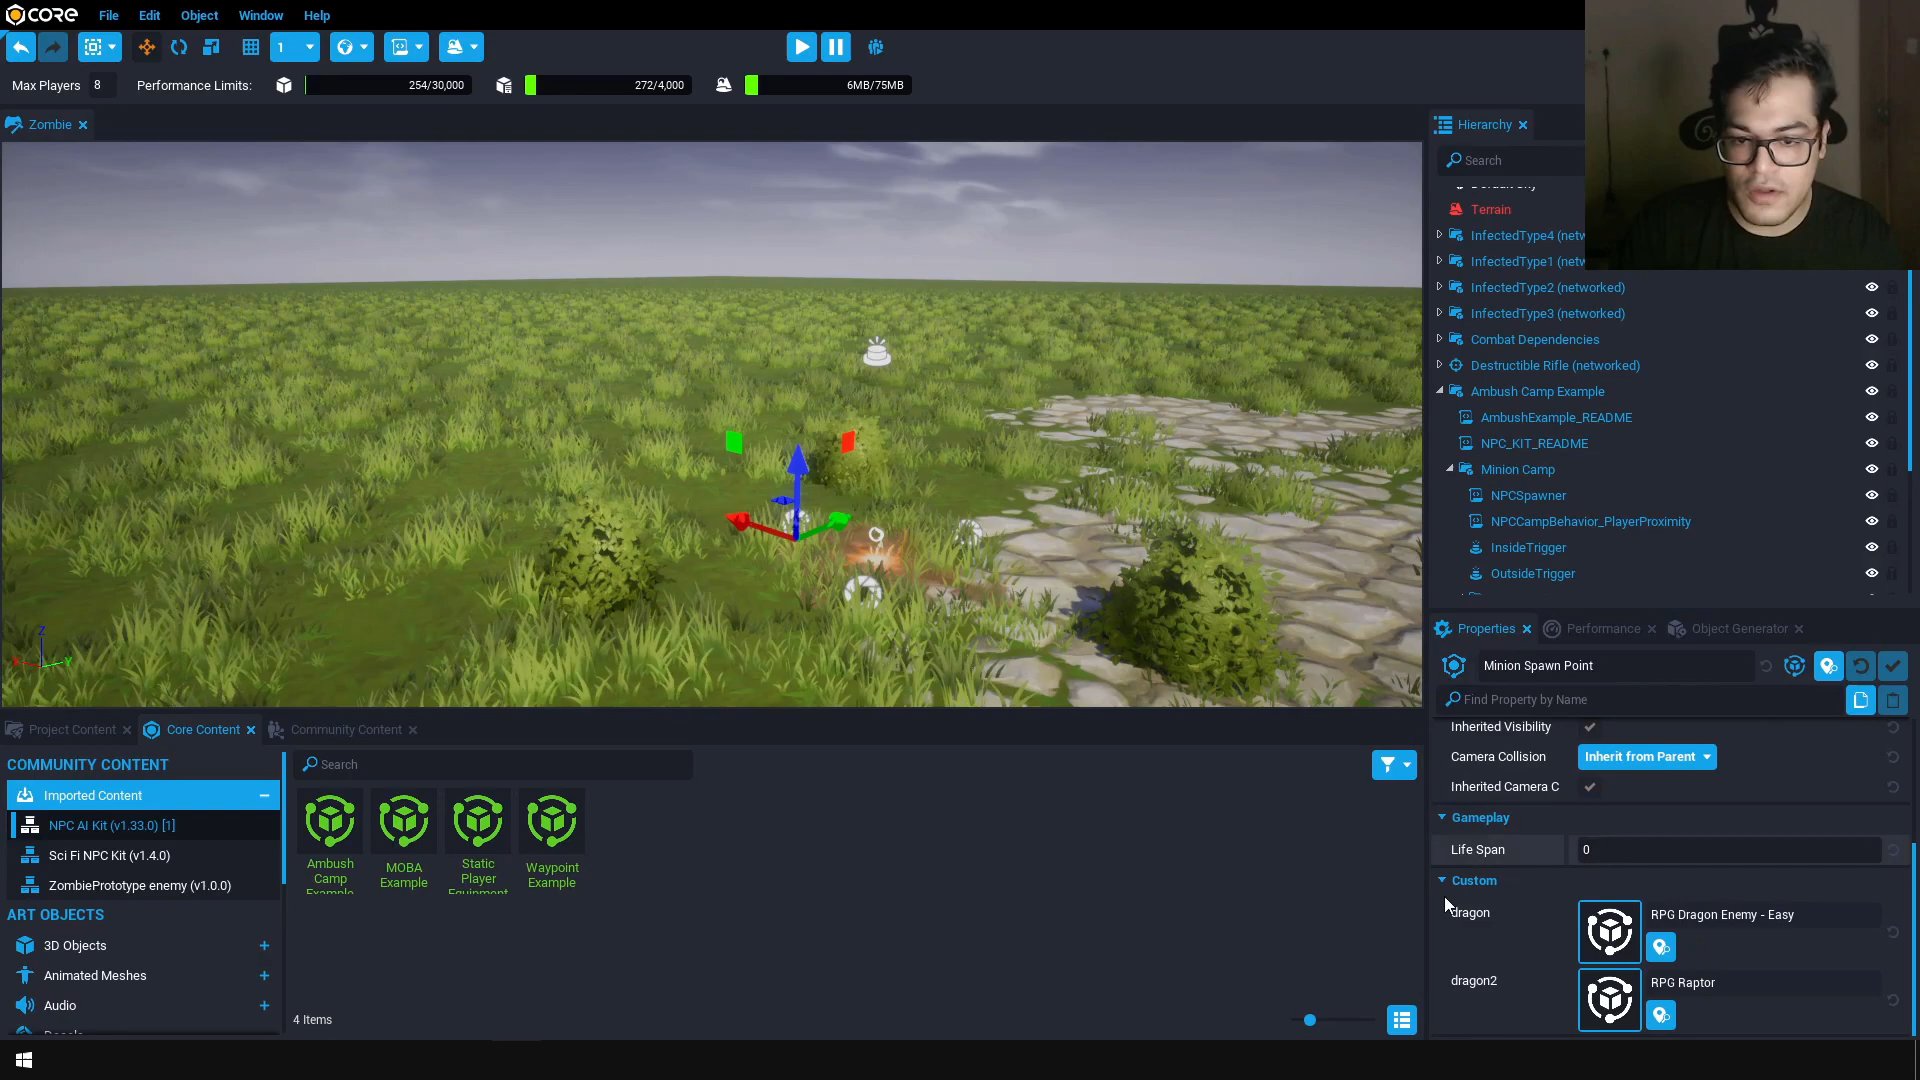 CORE
File Edit Object Window Help
1
Max Players 8 Performance Limits: 254/30,000 272/4,000 6MB/75MB
Zombie
Hierarchy
Search
Terrain
InfectedType4 (netw
InfectedType1 (netw
InfectedType2 (networked)
InfectedType3 (networked)
Combat Dependencies
Destructible Rifle (networked)
Ambush Camp Example
AmbushExample_README
NPC_KIT_README
Minion Camp
NPCSpawner
NPCCampBehavior_PlayerProximity
InsideTrigger
OutsideTrigger
Z
X
Y
Properties Performance Object Generator
Minion Spawn Point
Find Property by Name
Inherited Visibility
Camera Collision Inherit from Parent
Inherited Camera C
Gameplay
Life Span 0
Custom
dragon RPG Dragon Enemy - Easy
dragon2 RPG Raptor
Project Content Core Content Community Content
COMMUNITY CONTENT
Imported Content
NPC AI Kit (v1.33.0) [1]
Sci Fi NPC Kit (v1.4.0)
ZombiePrototype enemy (v1.0.0)
ART OBJECTS
3D Objects
Animated Meshes
Audio
Search
Ambush Camp Example
MOBA Example
Static Player Equipment
Waypoint Example
4 Items